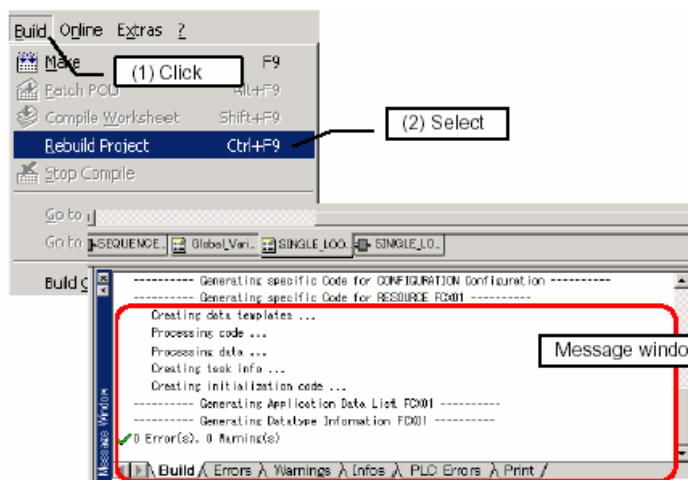 Build Online Extras ?
Make F9
(1) Click
Patch POU Alt+F9
Compile Worksheet Shift+F9
(2) Select
Rebuild Project Ctrl+F9
Stop Compile
Go to
Go to
SEQUENCE.. Global_Vari.. SINGLE_LOO.. SINGLE_LO..
Build
---------- Generating specific Code for CONFIGURATION Configuration ----------
---------- Generating specific Code for RESOURCE FCX01 ----------
Creating data templates ...
Processing code ...
Processing data ...
Creating task info ...
Creating initialization code ...
---------- Generating Application Data List FCX01 ----------
---------- Generating Datatype Information FCX01 ----------
0 Error(s). 0 Warning(s)
Message windo
Message Window
Build Errors Warnings Infos PLC Errors Print